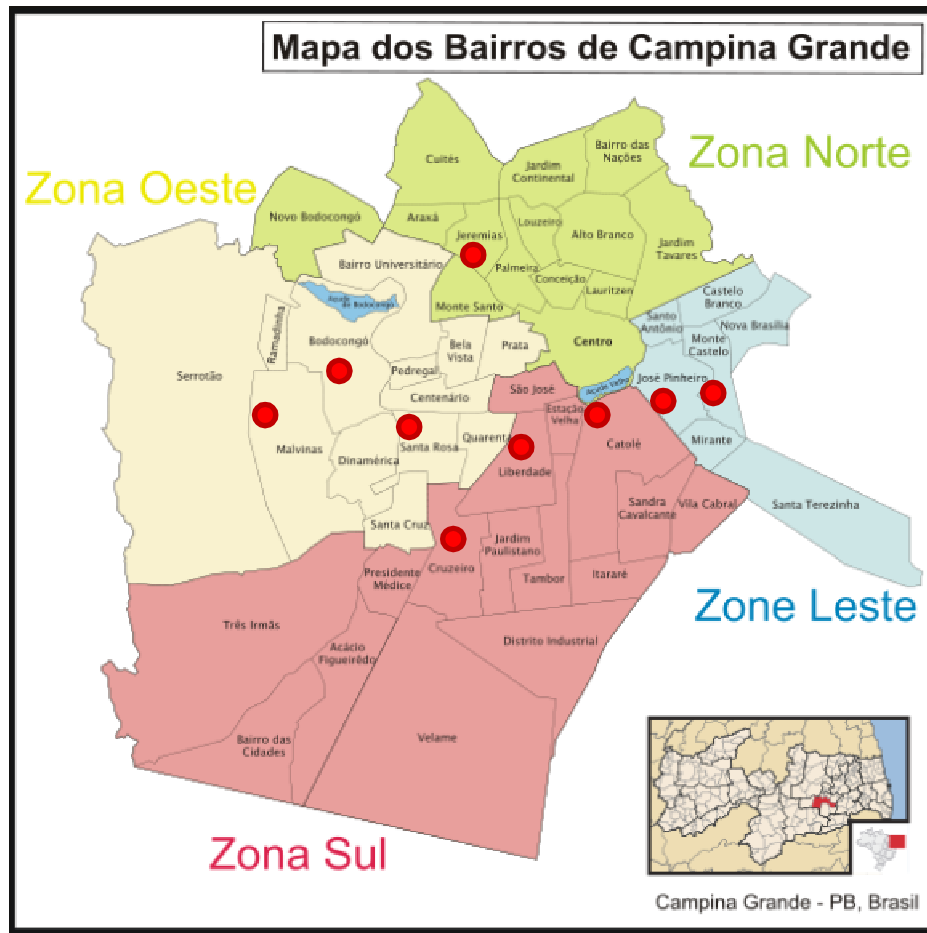 Mapa dos Bairros de Campina Grande
Zona Oeste
Zona Norte
Cuités
Jardim
Continental
Bairro das
Nações
Novo Bodocongó
Araxá
Jeremias
Louzeiro
Alto Branco
Jardim
Tavares
Bairro Universitário
Palmeira
Conceição
Lauritzen
Monte Santo
Castelo
Branco
Santo
Antônio
Nova Brasília
Monte
Castelo
Açude
de Bodocongó
Ramadinha
Bodocongó
Bela
Vista
Prata
Centro
Serrotão
Pedregal
Centenário
São José
Açude Velho
José Pinheiro
Estação
Velha
Malvinas
Dinamérica
Santa Rosa
Quarenta
Liberdade
Catolé
Mirante
Santa Cruz
Sandra
Cavalcante
Vila Cabral
Santa Terezinha
Presidente
Médice
Cruzeiro
Jardim
Paulistano
Tambor
Itararé
Zone Leste
Três Irmãs
Acácio
Figueirêdo
Distrito Industrial
Bairro das
Cidades
Velame
Zona Sul
Campina Grande - PB, Brasil